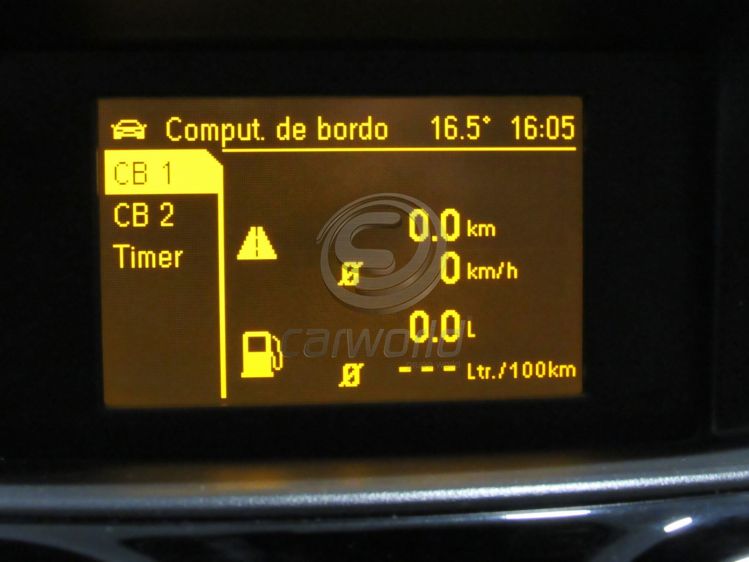 Comput. de bordo 16.5° 16:05
CB 1
CB 2
Timer
0.0 km
Ø 0 km/h
0.0 L
Ø --- Ltr./100km
carworld